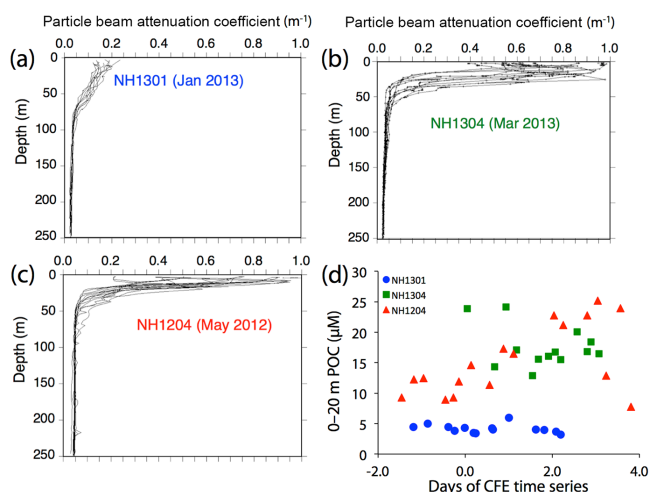 Particle beam attenuation coefficient (m⁻¹)
Particle beam attenuation coefficient (m⁻¹)
(a)
0.0 0.2 0.4 0.6 0.8 1.0
0
50
100
150
200
250
Depth (m)
NH1301 (Jan 2013)
(b)
0.0 0.2 0.4 0.6 0.8 1.0
0
50
100
150
200
250
Depth (m)
NH1304 (Mar 2013)
(c)
0.0 0.2 0.4 0.6 0.8 1.0
0
50
100
150
200
250
Depth (m)
NH1204 (May 2012)
(d)
NH1301
NH1304
NH1204
30
25
20
15
10
5
0
0–20 m POC (µM)
-2.0 0.0 2.0 4.0
Days of CFE time series